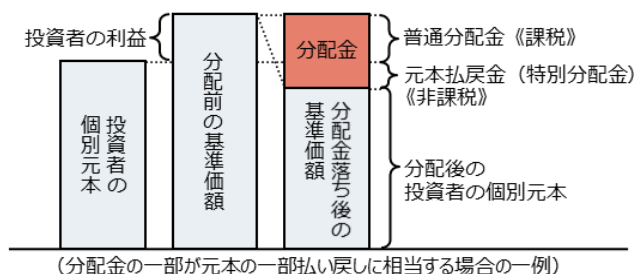 投資者の利益
投資者の
個別元本
分配前の基準価額
分配金
分配金落ち後の
基準価額
普通分配金《課税》
元本払戻金（特別分配金）
《非課税》
分配後の
投資者の個別元本
（分配金の一部が元本の一部払い戻しに相当する場合の一例）